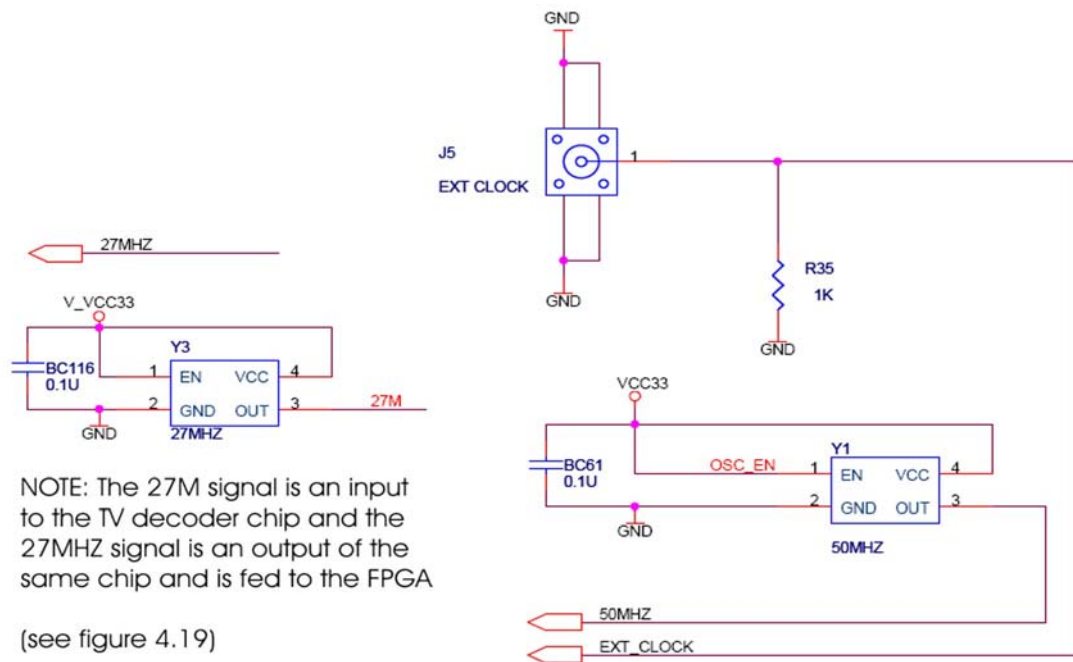 GND
J5
EXT CLOCK
1
GND
R35
1K
GND
27MHZ
V_VCC33
BC116
0.1U
Y3
1 EN VCC 4
2 GND OUT 3
27MHZ
27M
GND
NOTE: The 27M signal is an input
to the TV decoder chip and the
27MHZ signal is an output of the
same chip and is fed to the FPGA
(see figure 4.19)
VCC33
BC61
0.1U
OSC_EN
Y1
1 EN VCC 4
2 GND OUT 3
50MHZ
GND
50MHZ
EXT_CLOCK